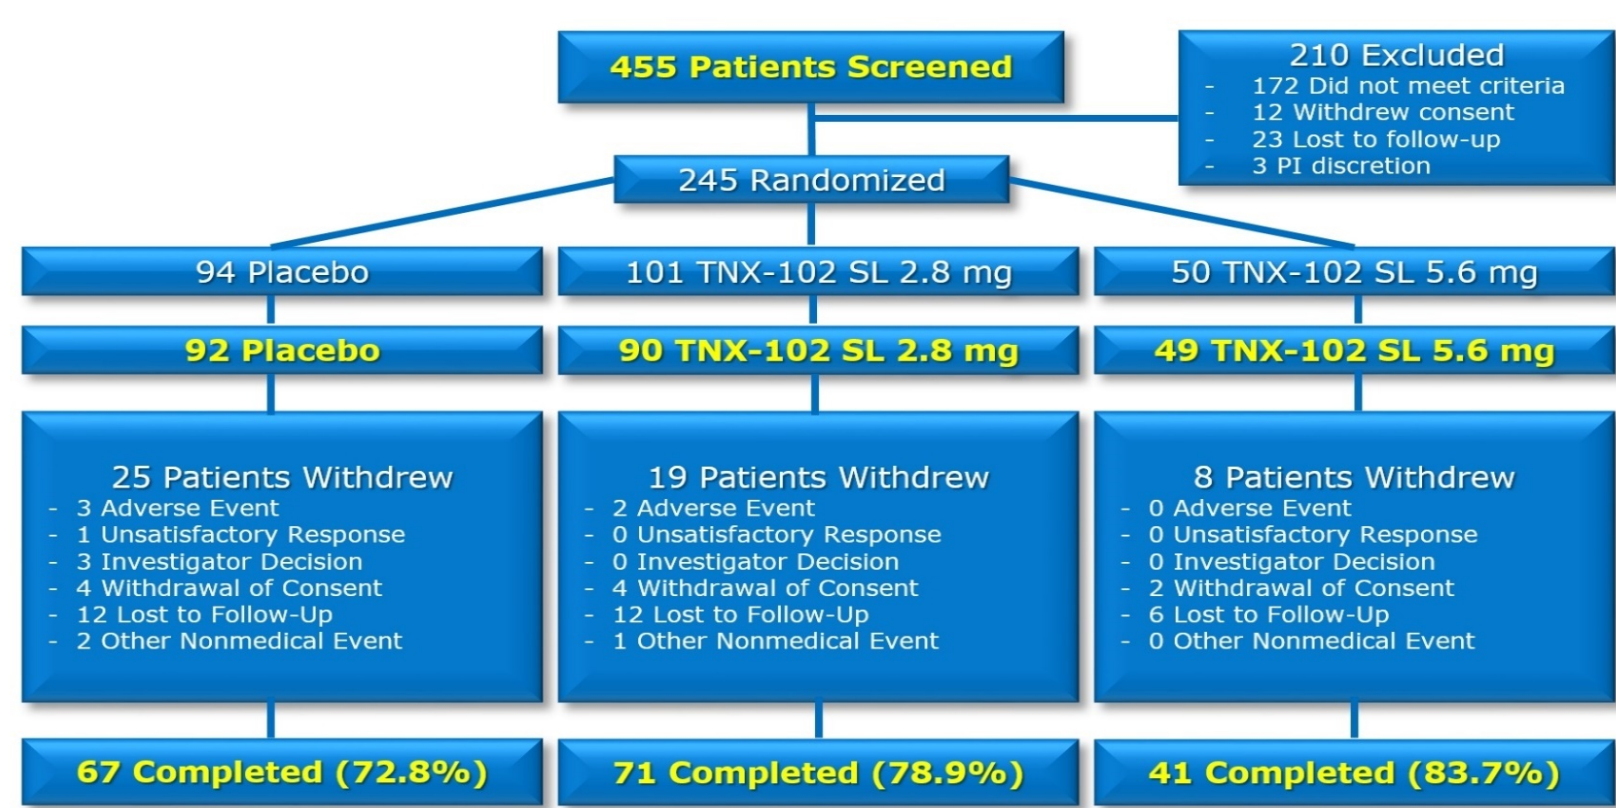 455 Patients Screened
210 Excluded
- 172 Did not meet criteria
- 12 Withdrew consent
- 23 Lost to follow-up
- 3 PI discretion
245 Randomized
94 Placebo
101 TNX-102 SL 2.8 mg
50 TNX-102 SL 5.6 mg
92 Placebo
90 TNX-102 SL 2.8 mg
49 TNX-102 SL 5.6 mg
25 Patients Withdrew
- 3 Adverse Event
- 1 Unsatisfactory Response
- 3 Investigator Decision
- 4 Withdrawal of Consent
- 12 Lost to Follow-Up
- 2 Other Nonmedical Event
19 Patients Withdrew
- 2 Adverse Event
- 0 Unsatisfactory Response
- 0 Investigator Decision
- 4 Withdrawal of Consent
- 12 Lost to Follow-Up
- 1 Other Nonmedical Event
8 Patients Withdrew
- 0 Adverse Event
- 0 Unsatisfactory Response
- 0 Investigator Decision
- 2 Withdrawal of Consent
- 6 Lost to Follow-Up
- 0 Other Nonmedical Event
67 Completed (72.8%)
71 Completed (78.9%)
41 Completed (83.7%)